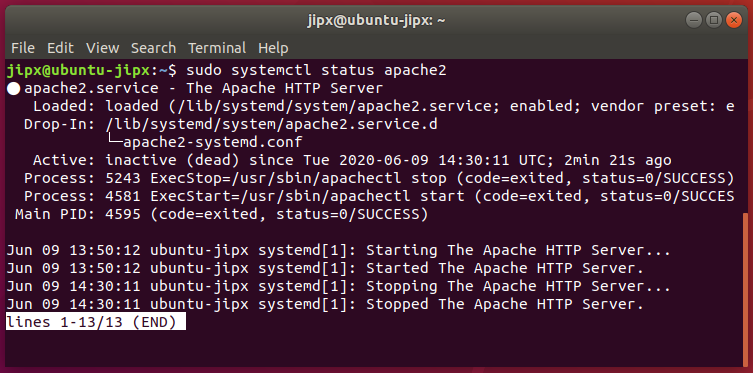 jipx@ubuntu-jipx: ~
File Edit View Search Terminal Help
jipx@ubuntu-jipx:~$ sudo systemctl status apache2
● apache2.service - The Apache HTTP Server
   Loaded: loaded (/lib/systemd/system/apache2.service; enabled; vendor preset: e
  Drop-In: /lib/systemd/system/apache2.service.d
           └─apache2-systemd.conf
   Active: inactive (dead) since Tue 2020-06-09 14:30:11 UTC; 2min 21s ago
  Process: 5243 ExecStop=/usr/sbin/apachectl stop (code=exited, status=0/SUCCESS)
  Process: 4581 ExecStart=/usr/sbin/apachectl start (code=exited, status=0/SUCCES
 Main PID: 4595 (code=exited, status=0/SUCCESS)

Jun 09 13:50:12 ubuntu-jipx systemd[1]: Starting The Apache HTTP Server...
Jun 09 13:50:12 ubuntu-jipx systemd[1]: Started The Apache HTTP Server.
Jun 09 14:30:11 ubuntu-jipx systemd[1]: Stopping The Apache HTTP Server...
Jun 09 14:30:11 ubuntu-jipx systemd[1]: Stopped The Apache HTTP Server.
lines 1-13/13 (END)